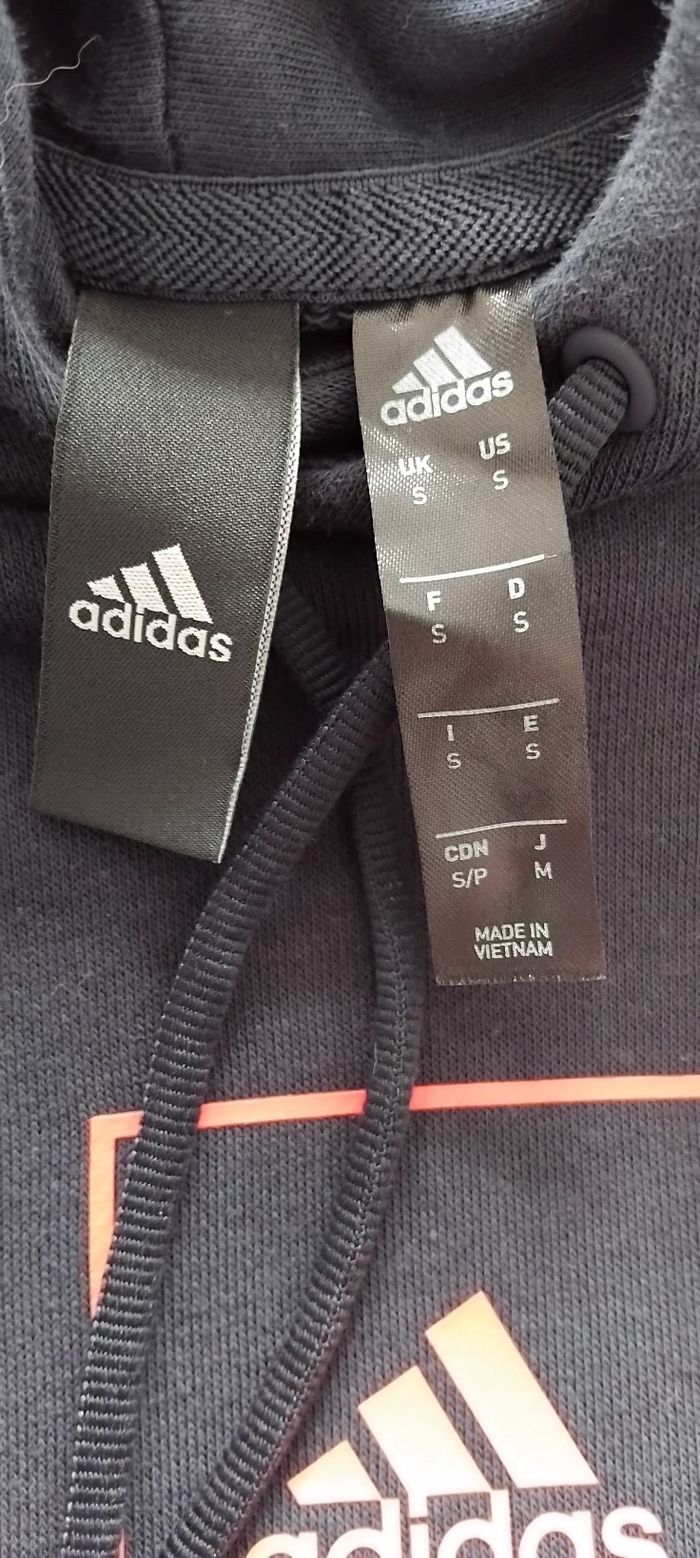 adidas
adidas
UK US
S S
F D
S S
I E
S S
CDN J
S/P M
MADE IN
VIETNAM
adidas